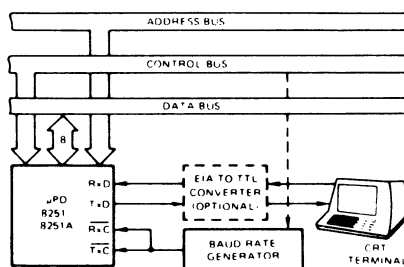 ADDRESS BUS
CONTROL BUS
DATA BUS
8
µPD
8251
8251A
RxD
TxD
RxC
TxC
EIA TO TTL
CONVERTER
(OPTIONAL)
BAUD RATE
GENERATOR
CRT
TERMINAL